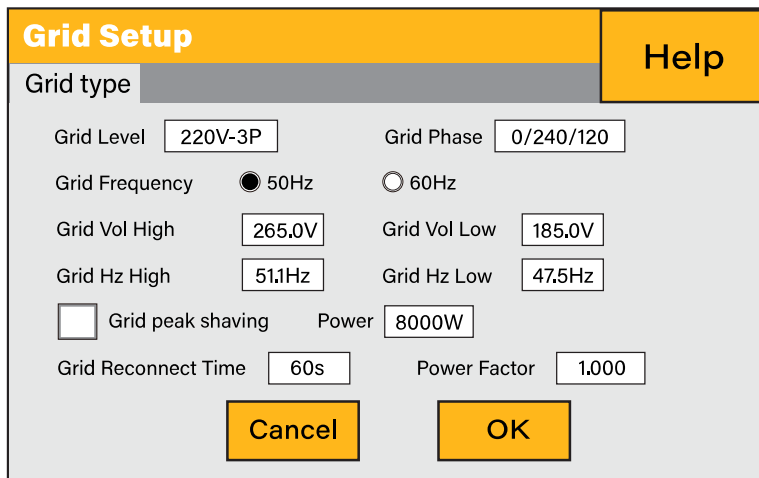 Grid Setup
Help
Grid type
Grid Level 220V-3P Grid Phase 0/240/120
Grid Frequency 50Hz 60Hz
Grid Vol High 265.0V Grid Vol Low 185.0V
Grid Hz High 51.1Hz Grid Hz Low 47.5Hz
Grid peak shaving Power 8000W
Grid Reconnect Time 60s Power Factor 1.000
Cancel OK